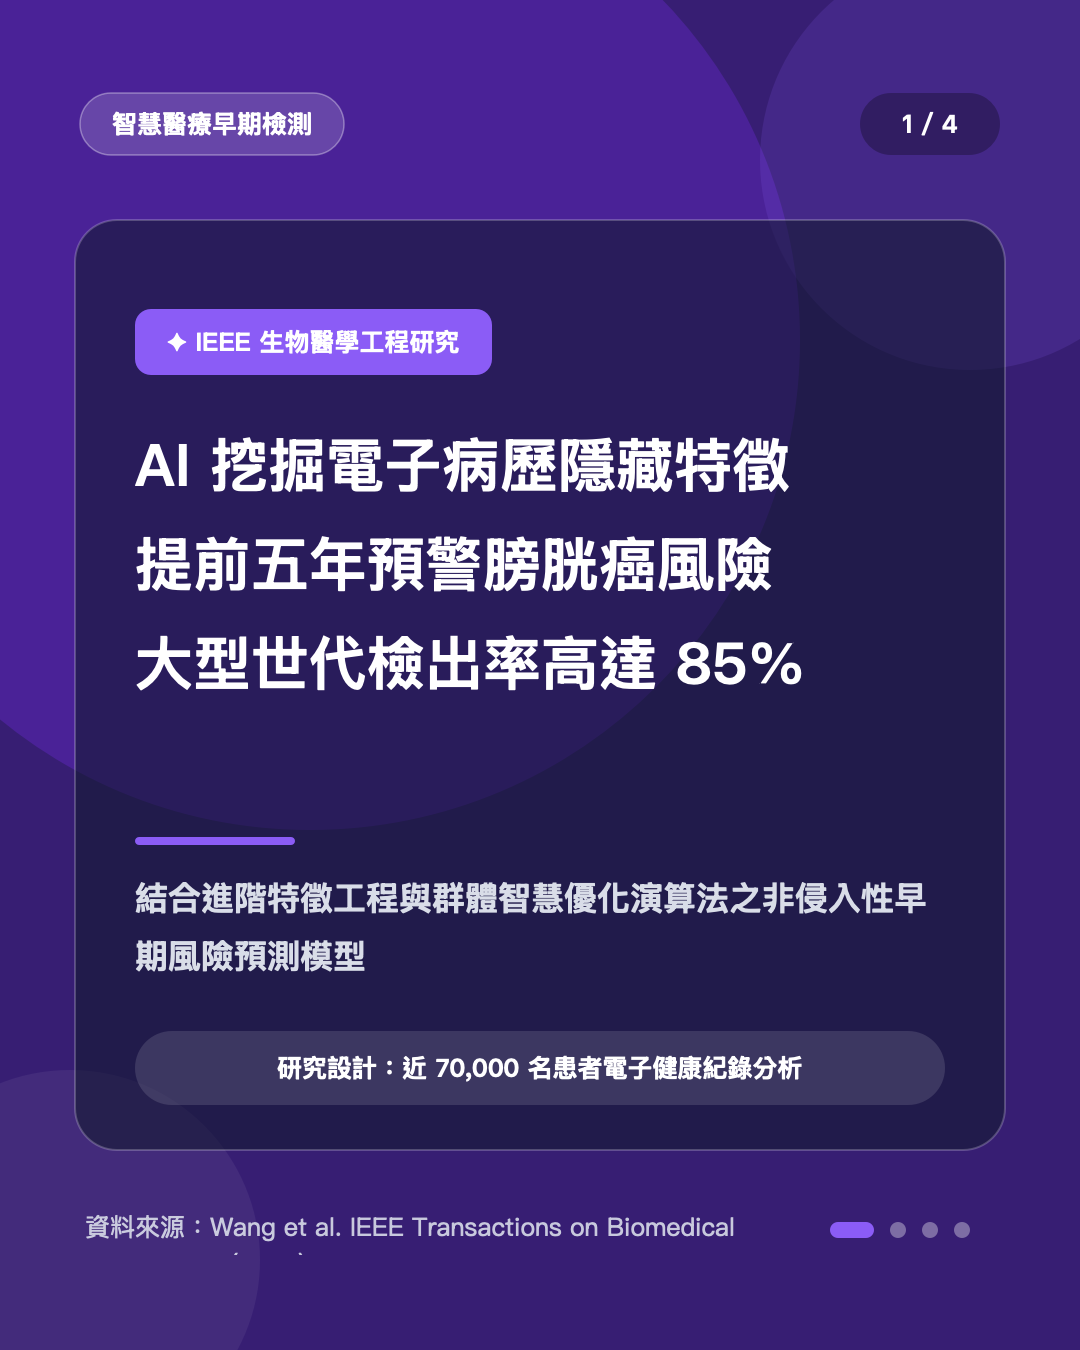 智慧醫療早期檢測
1 / 4
✦ IEEE 生物醫學工程研究
AI 挖掘電子病歷隱藏特徵
提前五年預警膀胱癌風險
大型世代檢出率高達 85%
結合進階特徵工程與群體智慧優化演算法之非侵入性早
期風險預測模型
研究設計：近 70,000 名患者電子健康紀錄分析
資料來源：Wang et al. IEEE Transactions on Biomedical